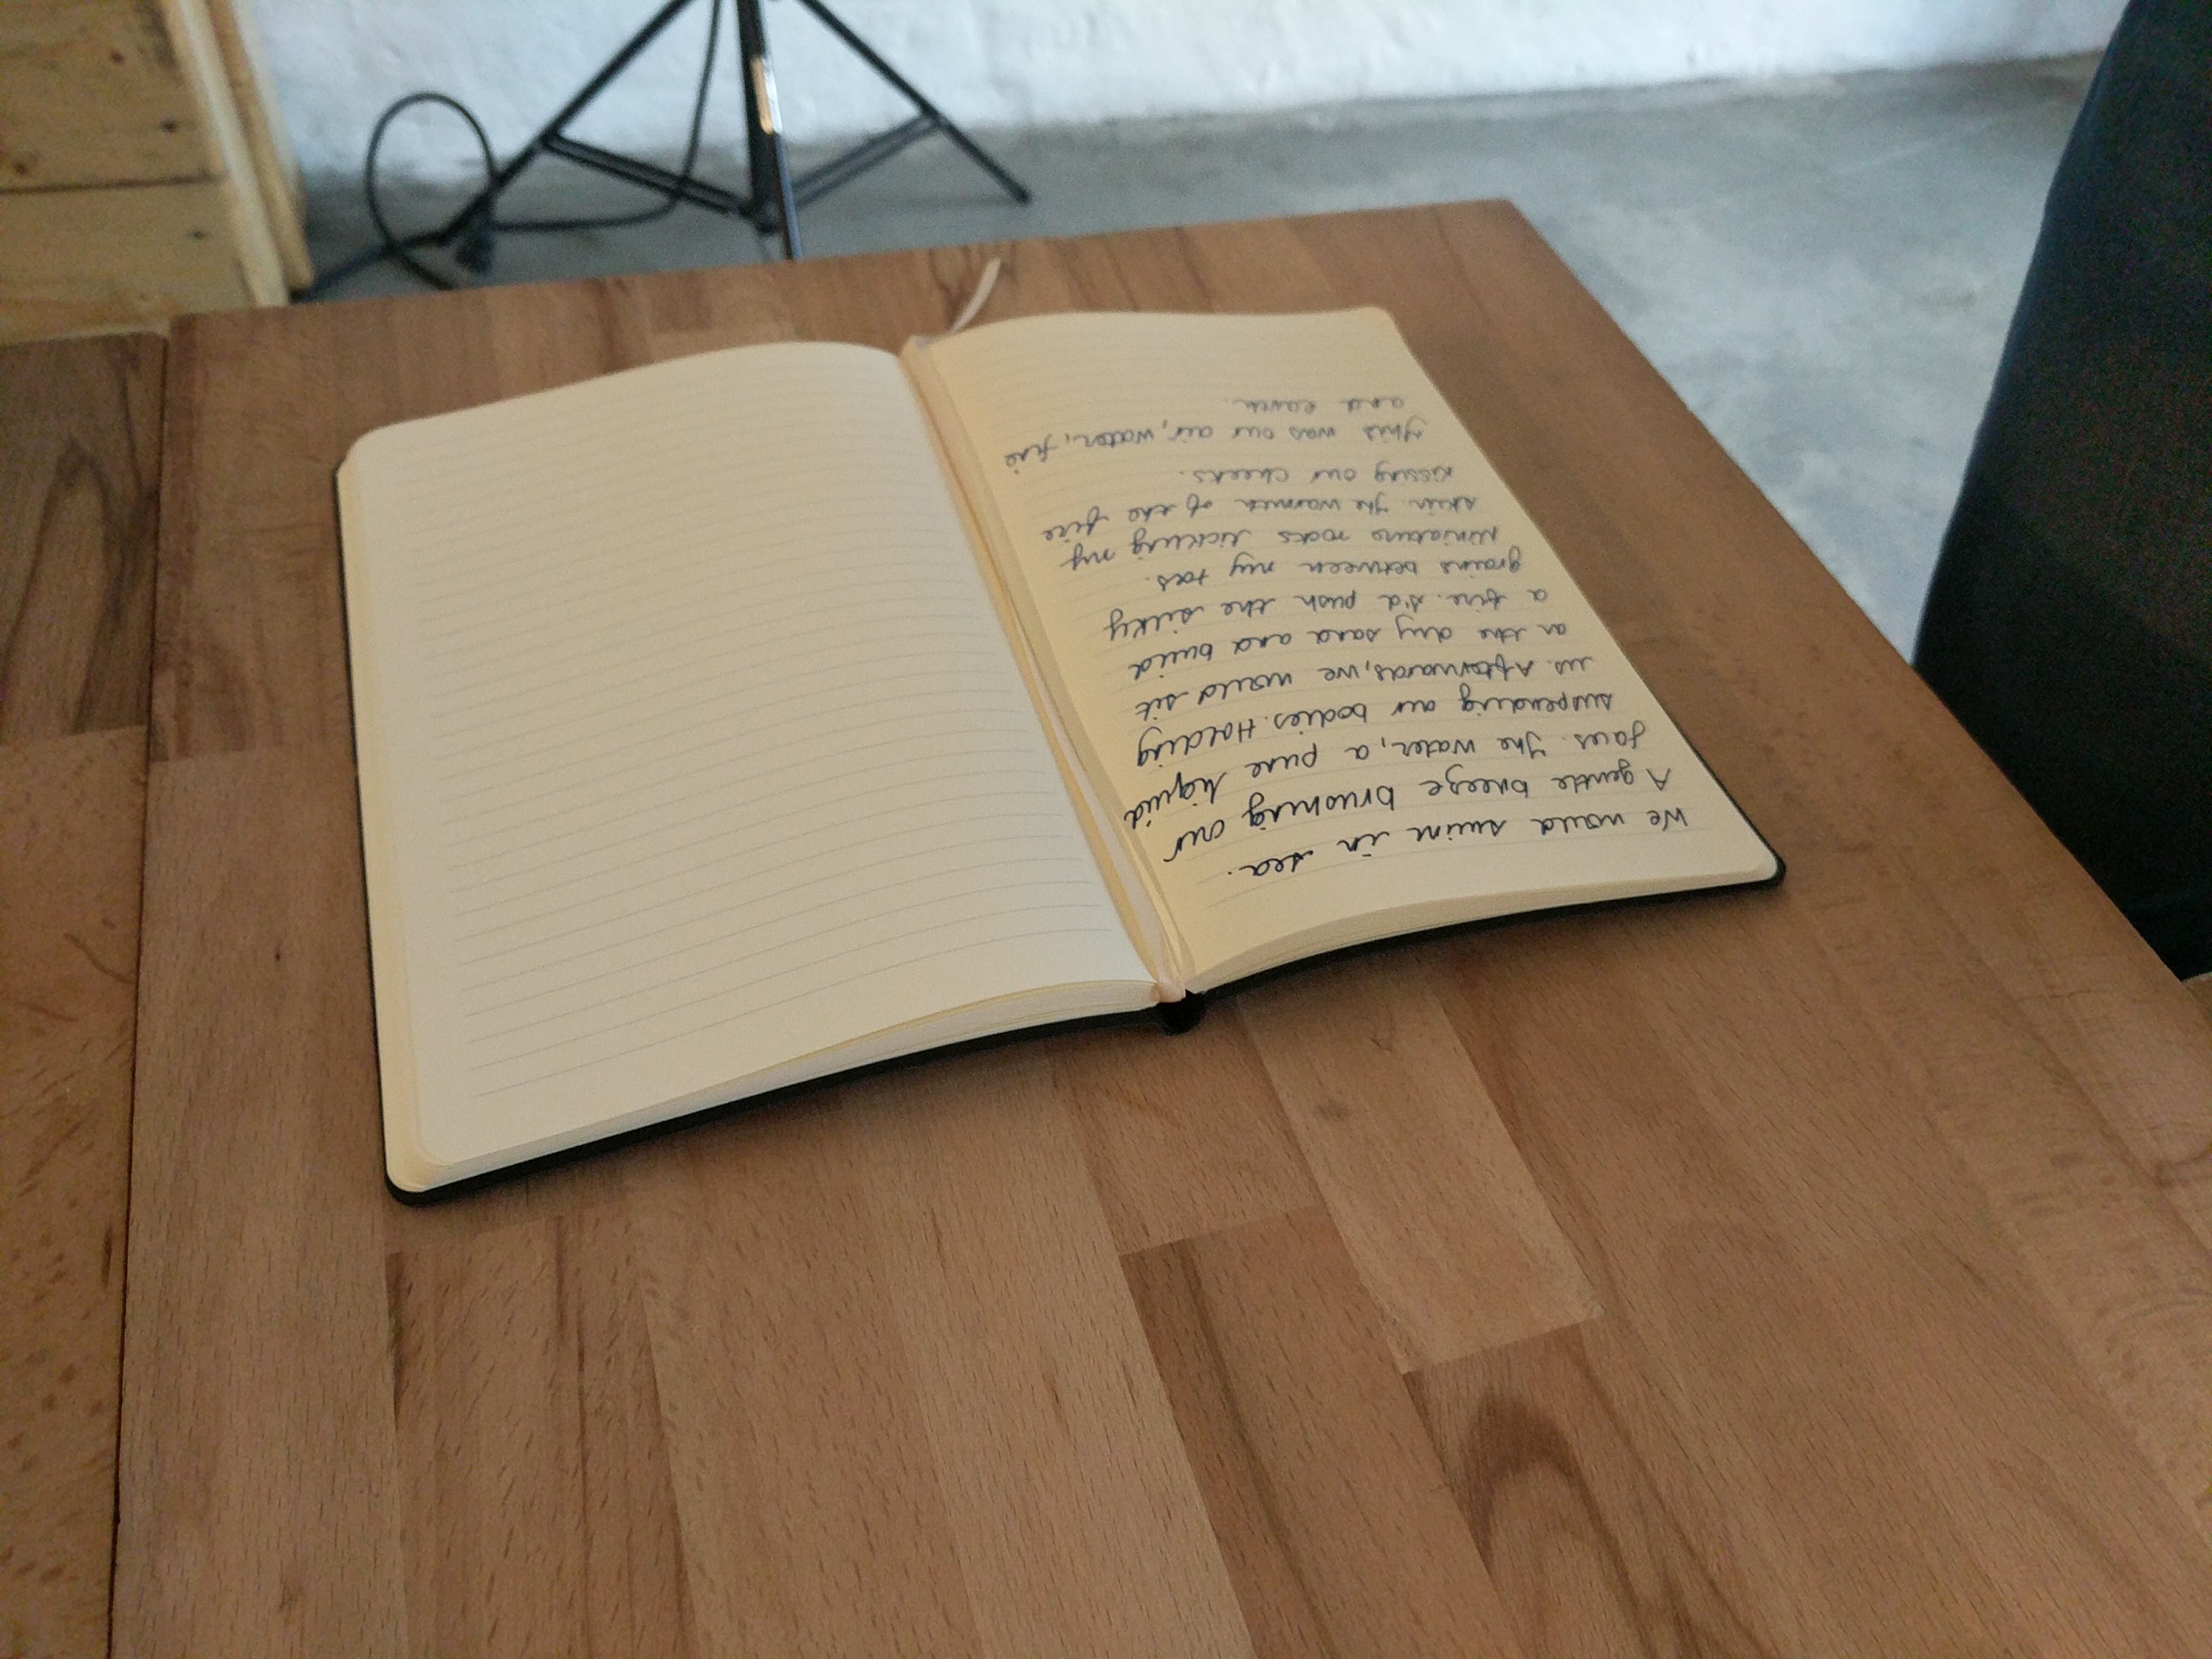 We would swim in sea.
A gentle breeze brushing our
faces. The water, a pure liquid
suspending our bodies. Holding
us. Afterwards, we would sit
on the dry sand and build
a fire. I'd push the silky
grains between my toes.
Miniature rocks tickling my
skin. The warmth of the fire
kissing our cheeks.
This was our air, water, fire
and earth.